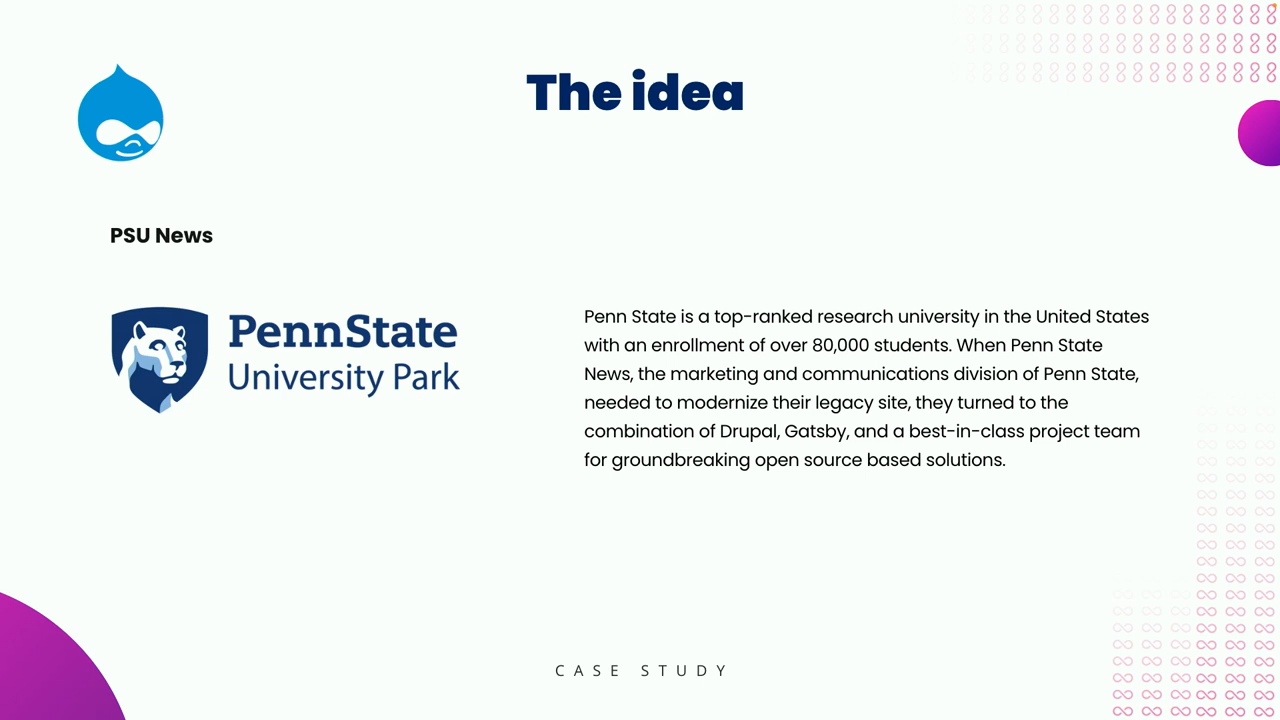 The idea
PSU News
PennState
University Park
Penn State is a top-ranked research university in the United States
with an enrollment of over 80,000 students. When Penn State
News, the marketing and communications division of Penn State,
needed to modernize their legacy site, they turned to the
combination of Drupal, Gatsby, and a best-in-class project team
for groundbreaking open source based solutions.
CASE STUDY